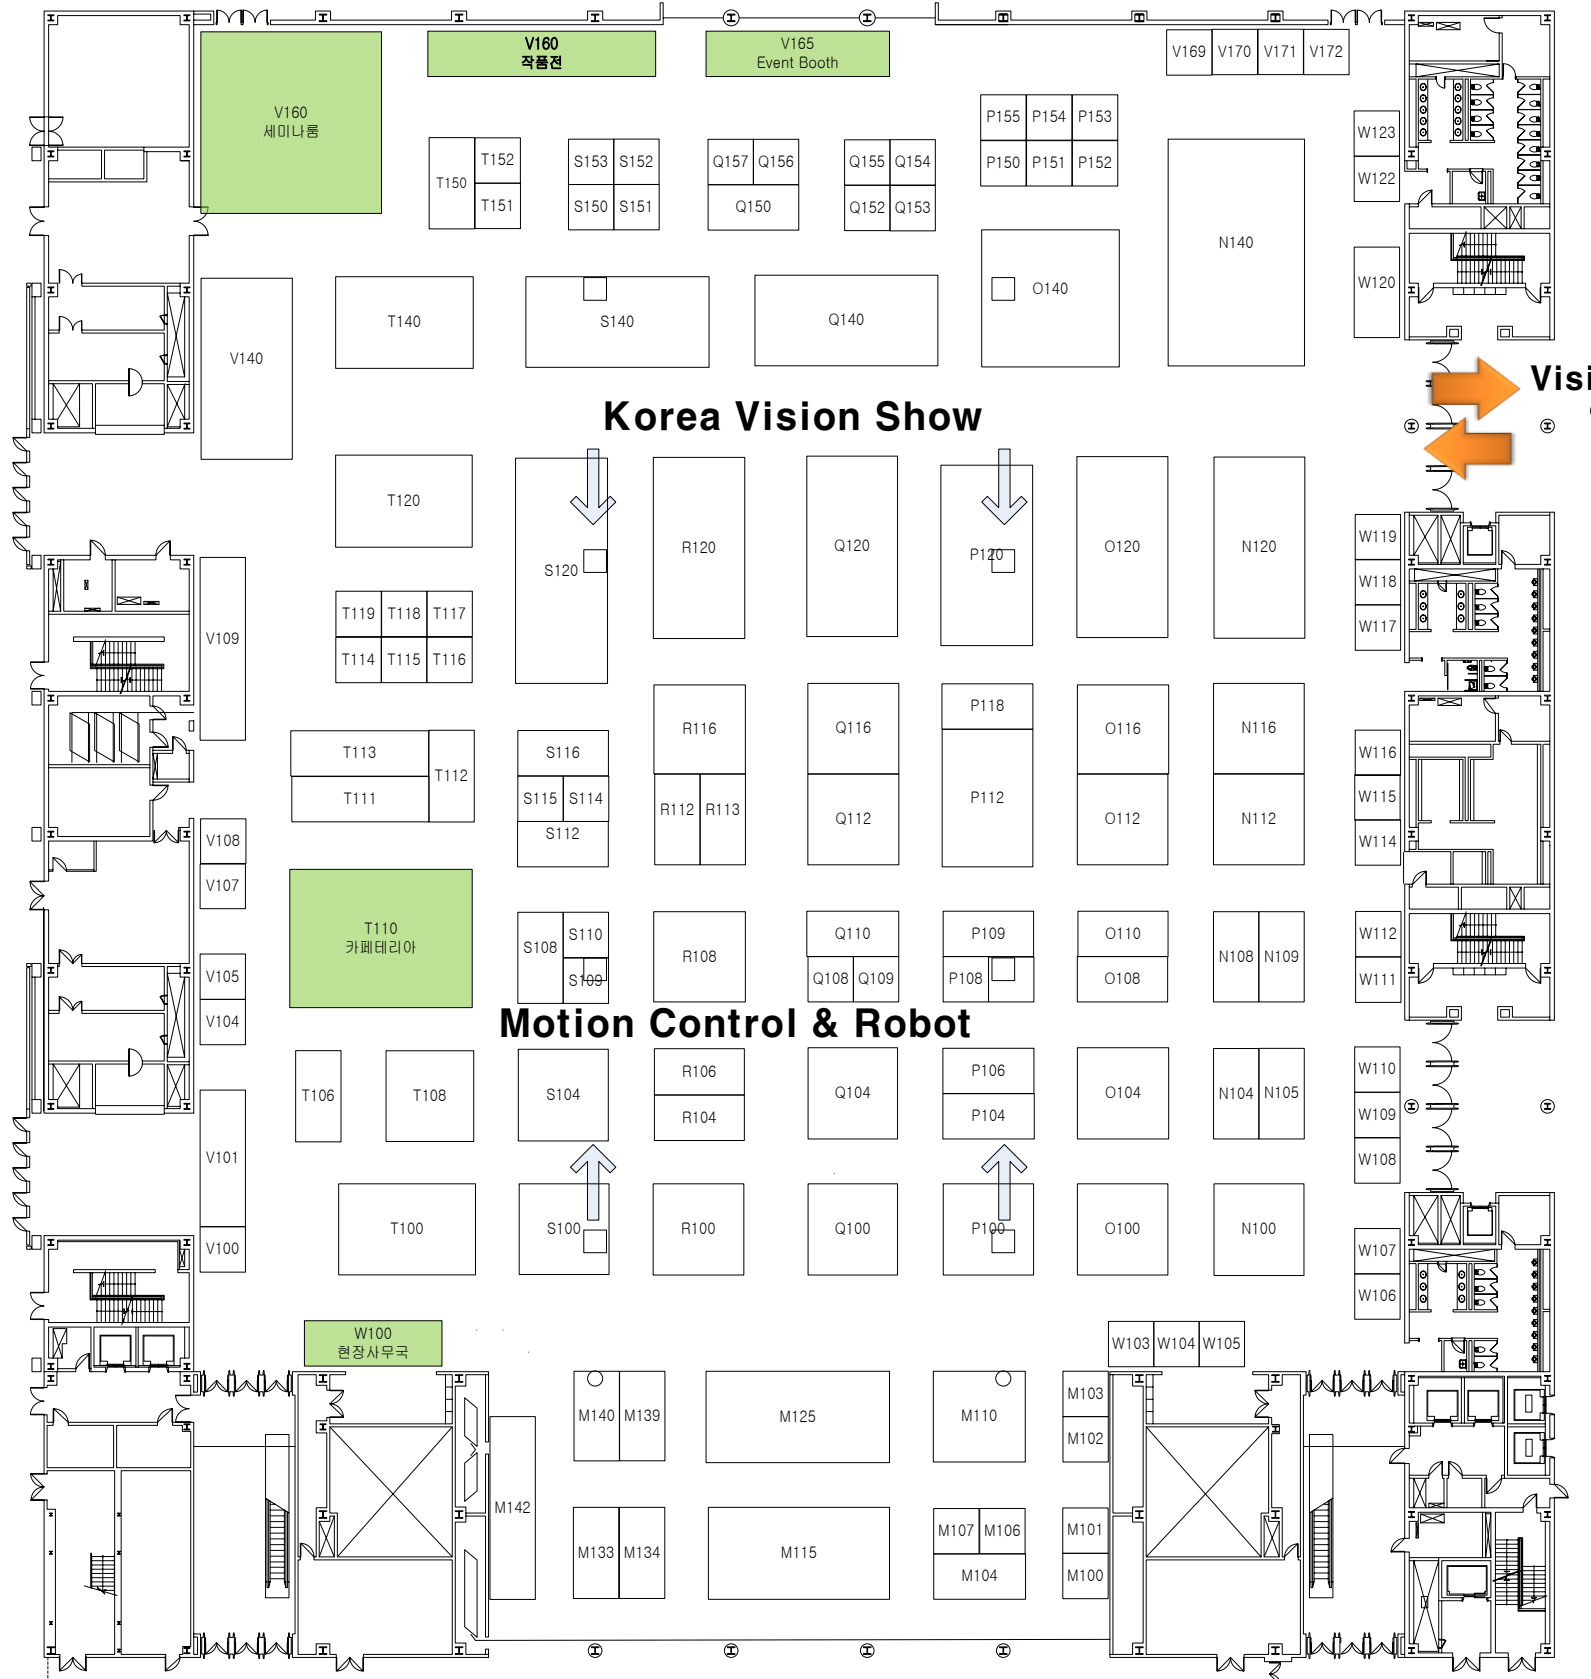 V160
작품전
V165
Event Booth
V169
V170
V171
V172
V160
세미나룸
P155
P154
P153
W123
T152
S153
S152
Q157
Q156
Q155
Q154
P150
P151
P152
T150
W122
T151
S150
S151
Q150
Q152
Q153
N140
W120
O140
T140
S140
Q140
V140
Visi
Korea Vision Show
T120
W119
R120
Q120
P120
O120
N120
S120
W118
T119
T118
T117
W117
V109
T114
T115
T116
P118
R116
Q116
O116
N116
T113
S116
W116
T112
T111
S115
S114
P112
W115
R112
R113
Q112
O112
N112
S112
V108
W114
V107
T110
카페테리아
S110
Q110
P109
O110
W112
S108
R108
N108
N109
V105
S109
Q108
Q109
P108
O108
W111
V104
Motion Control & Robot
R106
P106
W110
T106
T108
S104
Q104
O104
N104
N105
R104
P104
W109
V101
W108
T100
S100
R100
Q100
P100
O100
N100
V100
W107
W106
W100
현장사무국
W103
W104
W105
M103
M140
M139
M125
M110
M102
M142
M107
M106
M101
M133
M134
M115
M104
M100